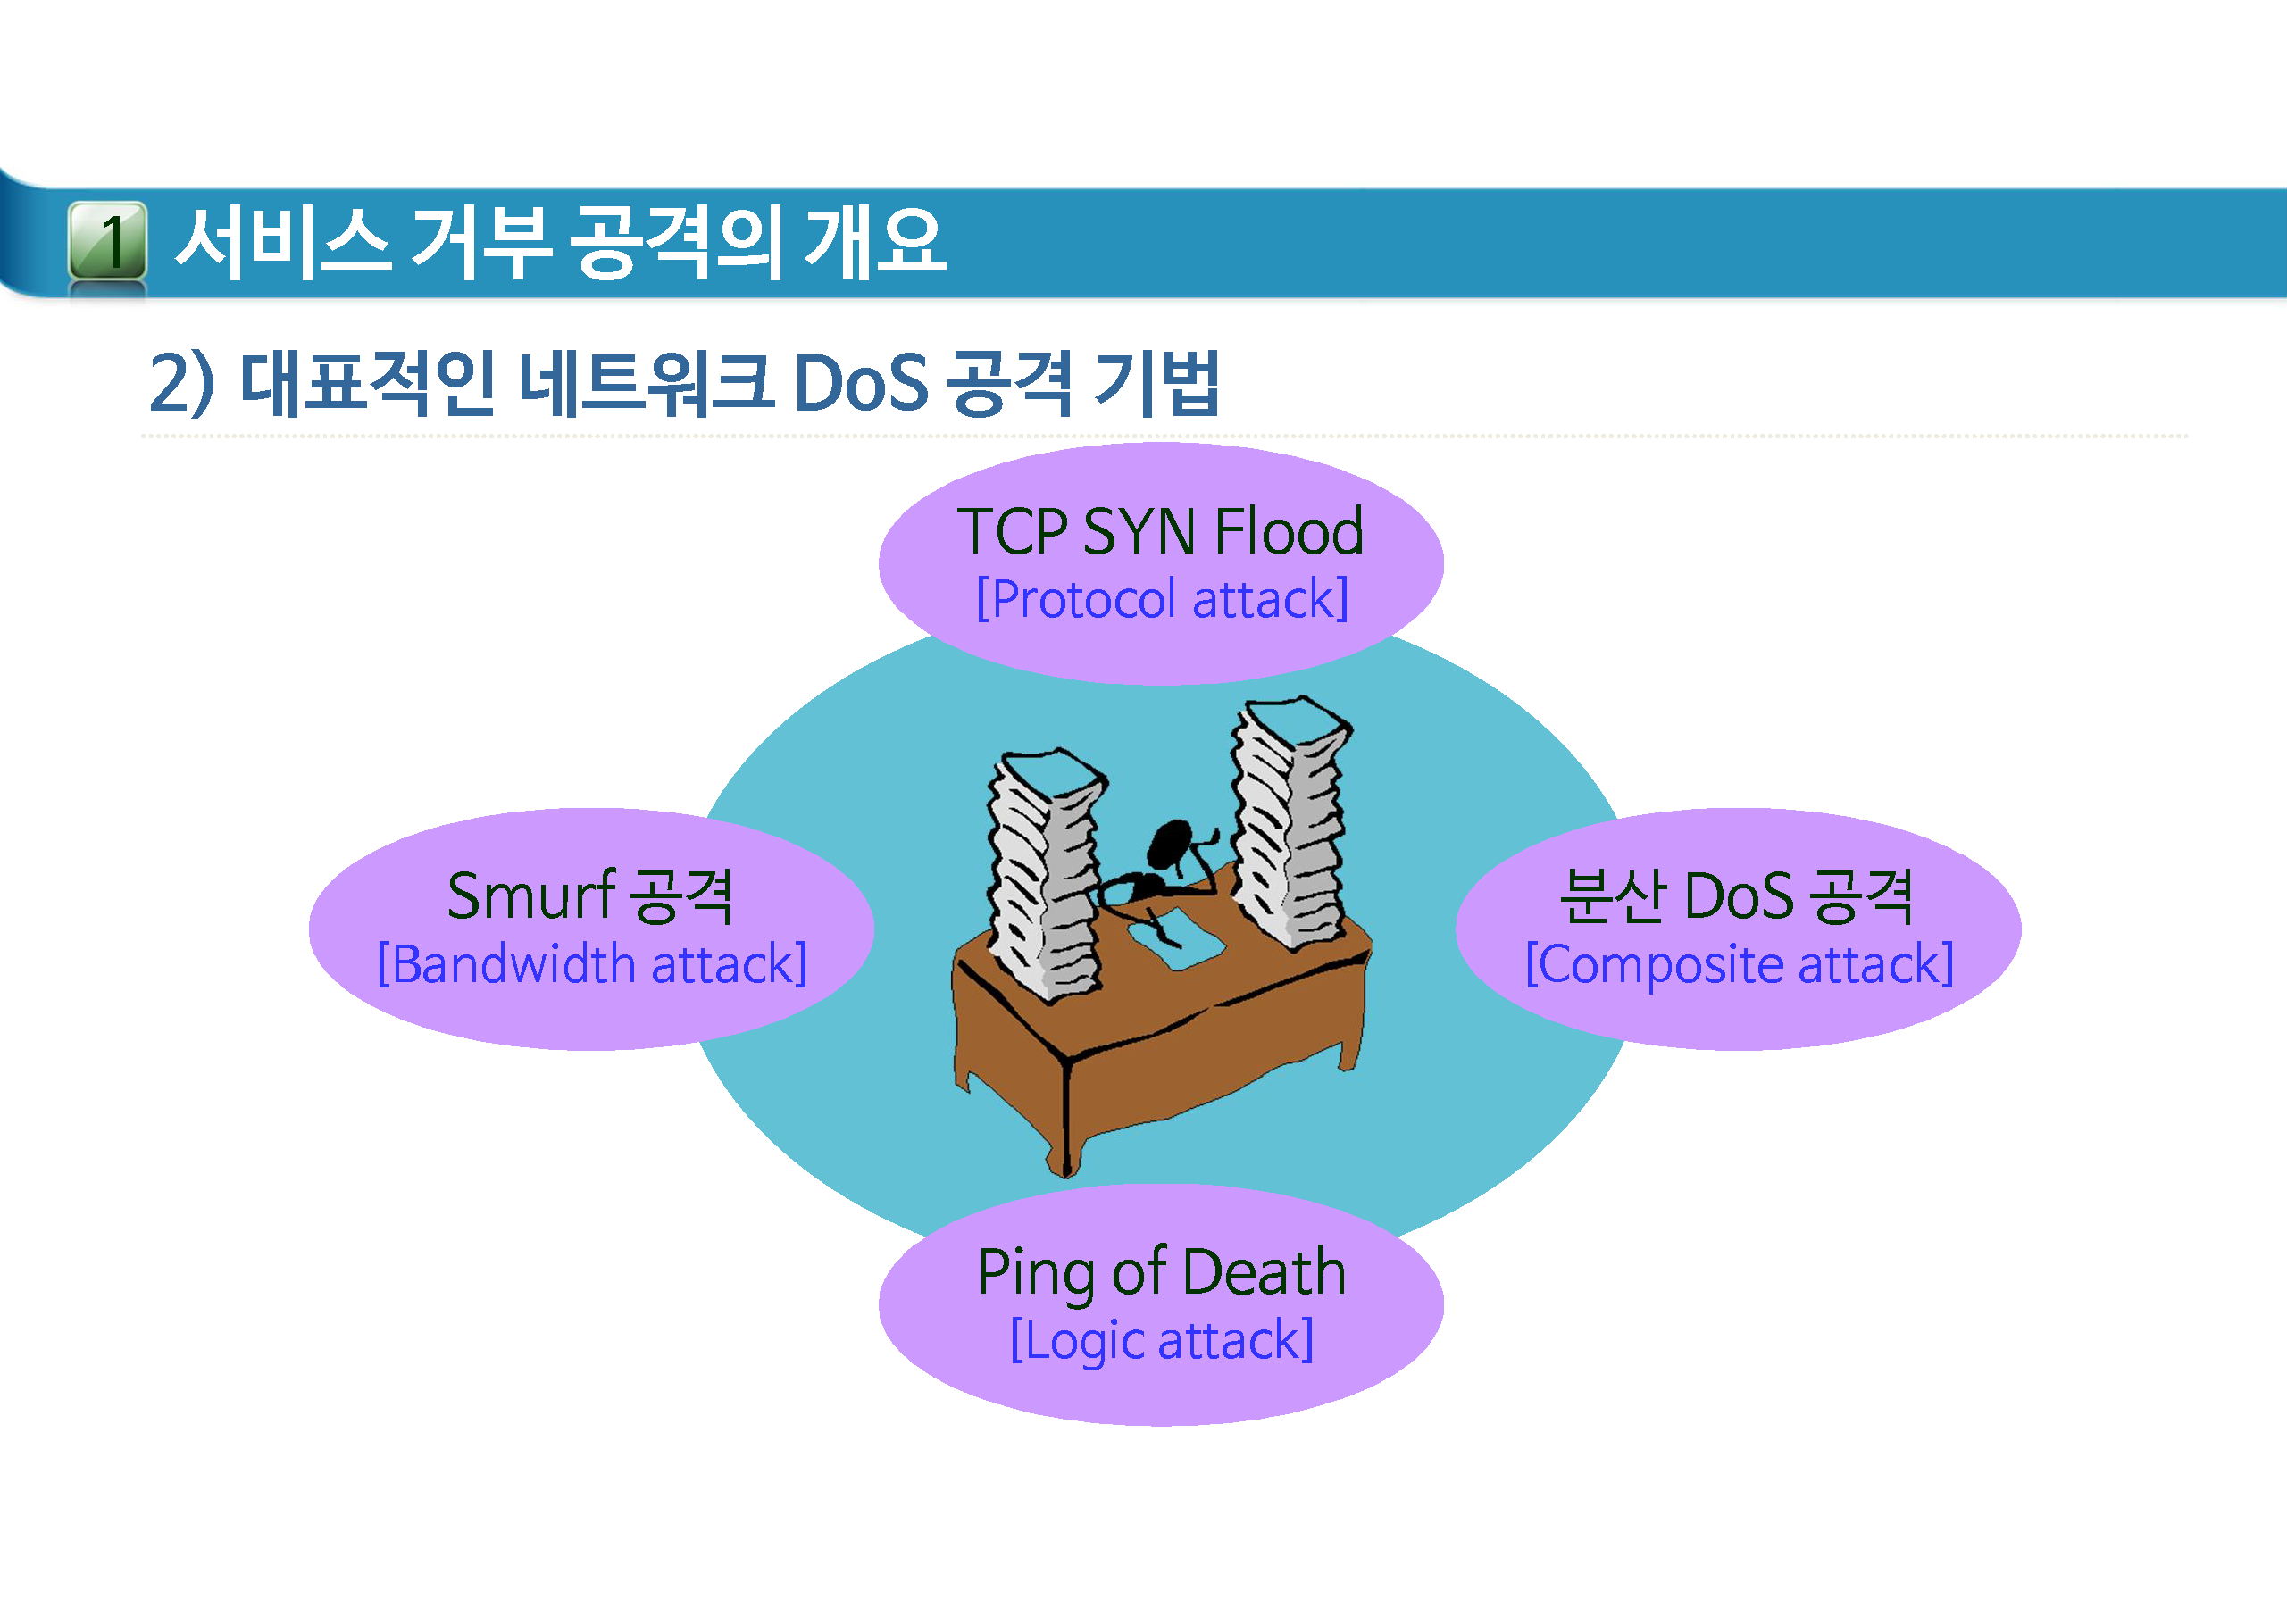 1 서비스 거부 공격의 개요
2) 대표적인 네트워크 DoS 공격 기법
TCP SYN Flood
[Protocol attack]
Smurf 공격
[Bandwidth attack]
분산 DoS 공격
[Composite attack]
Ping of Death
[Logic attack]